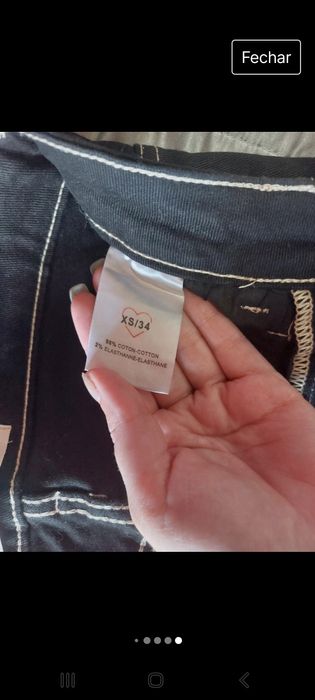 Fechar
XS/34
98% COTON-COTTON
2% ELASTHANNE-ELASTHANE